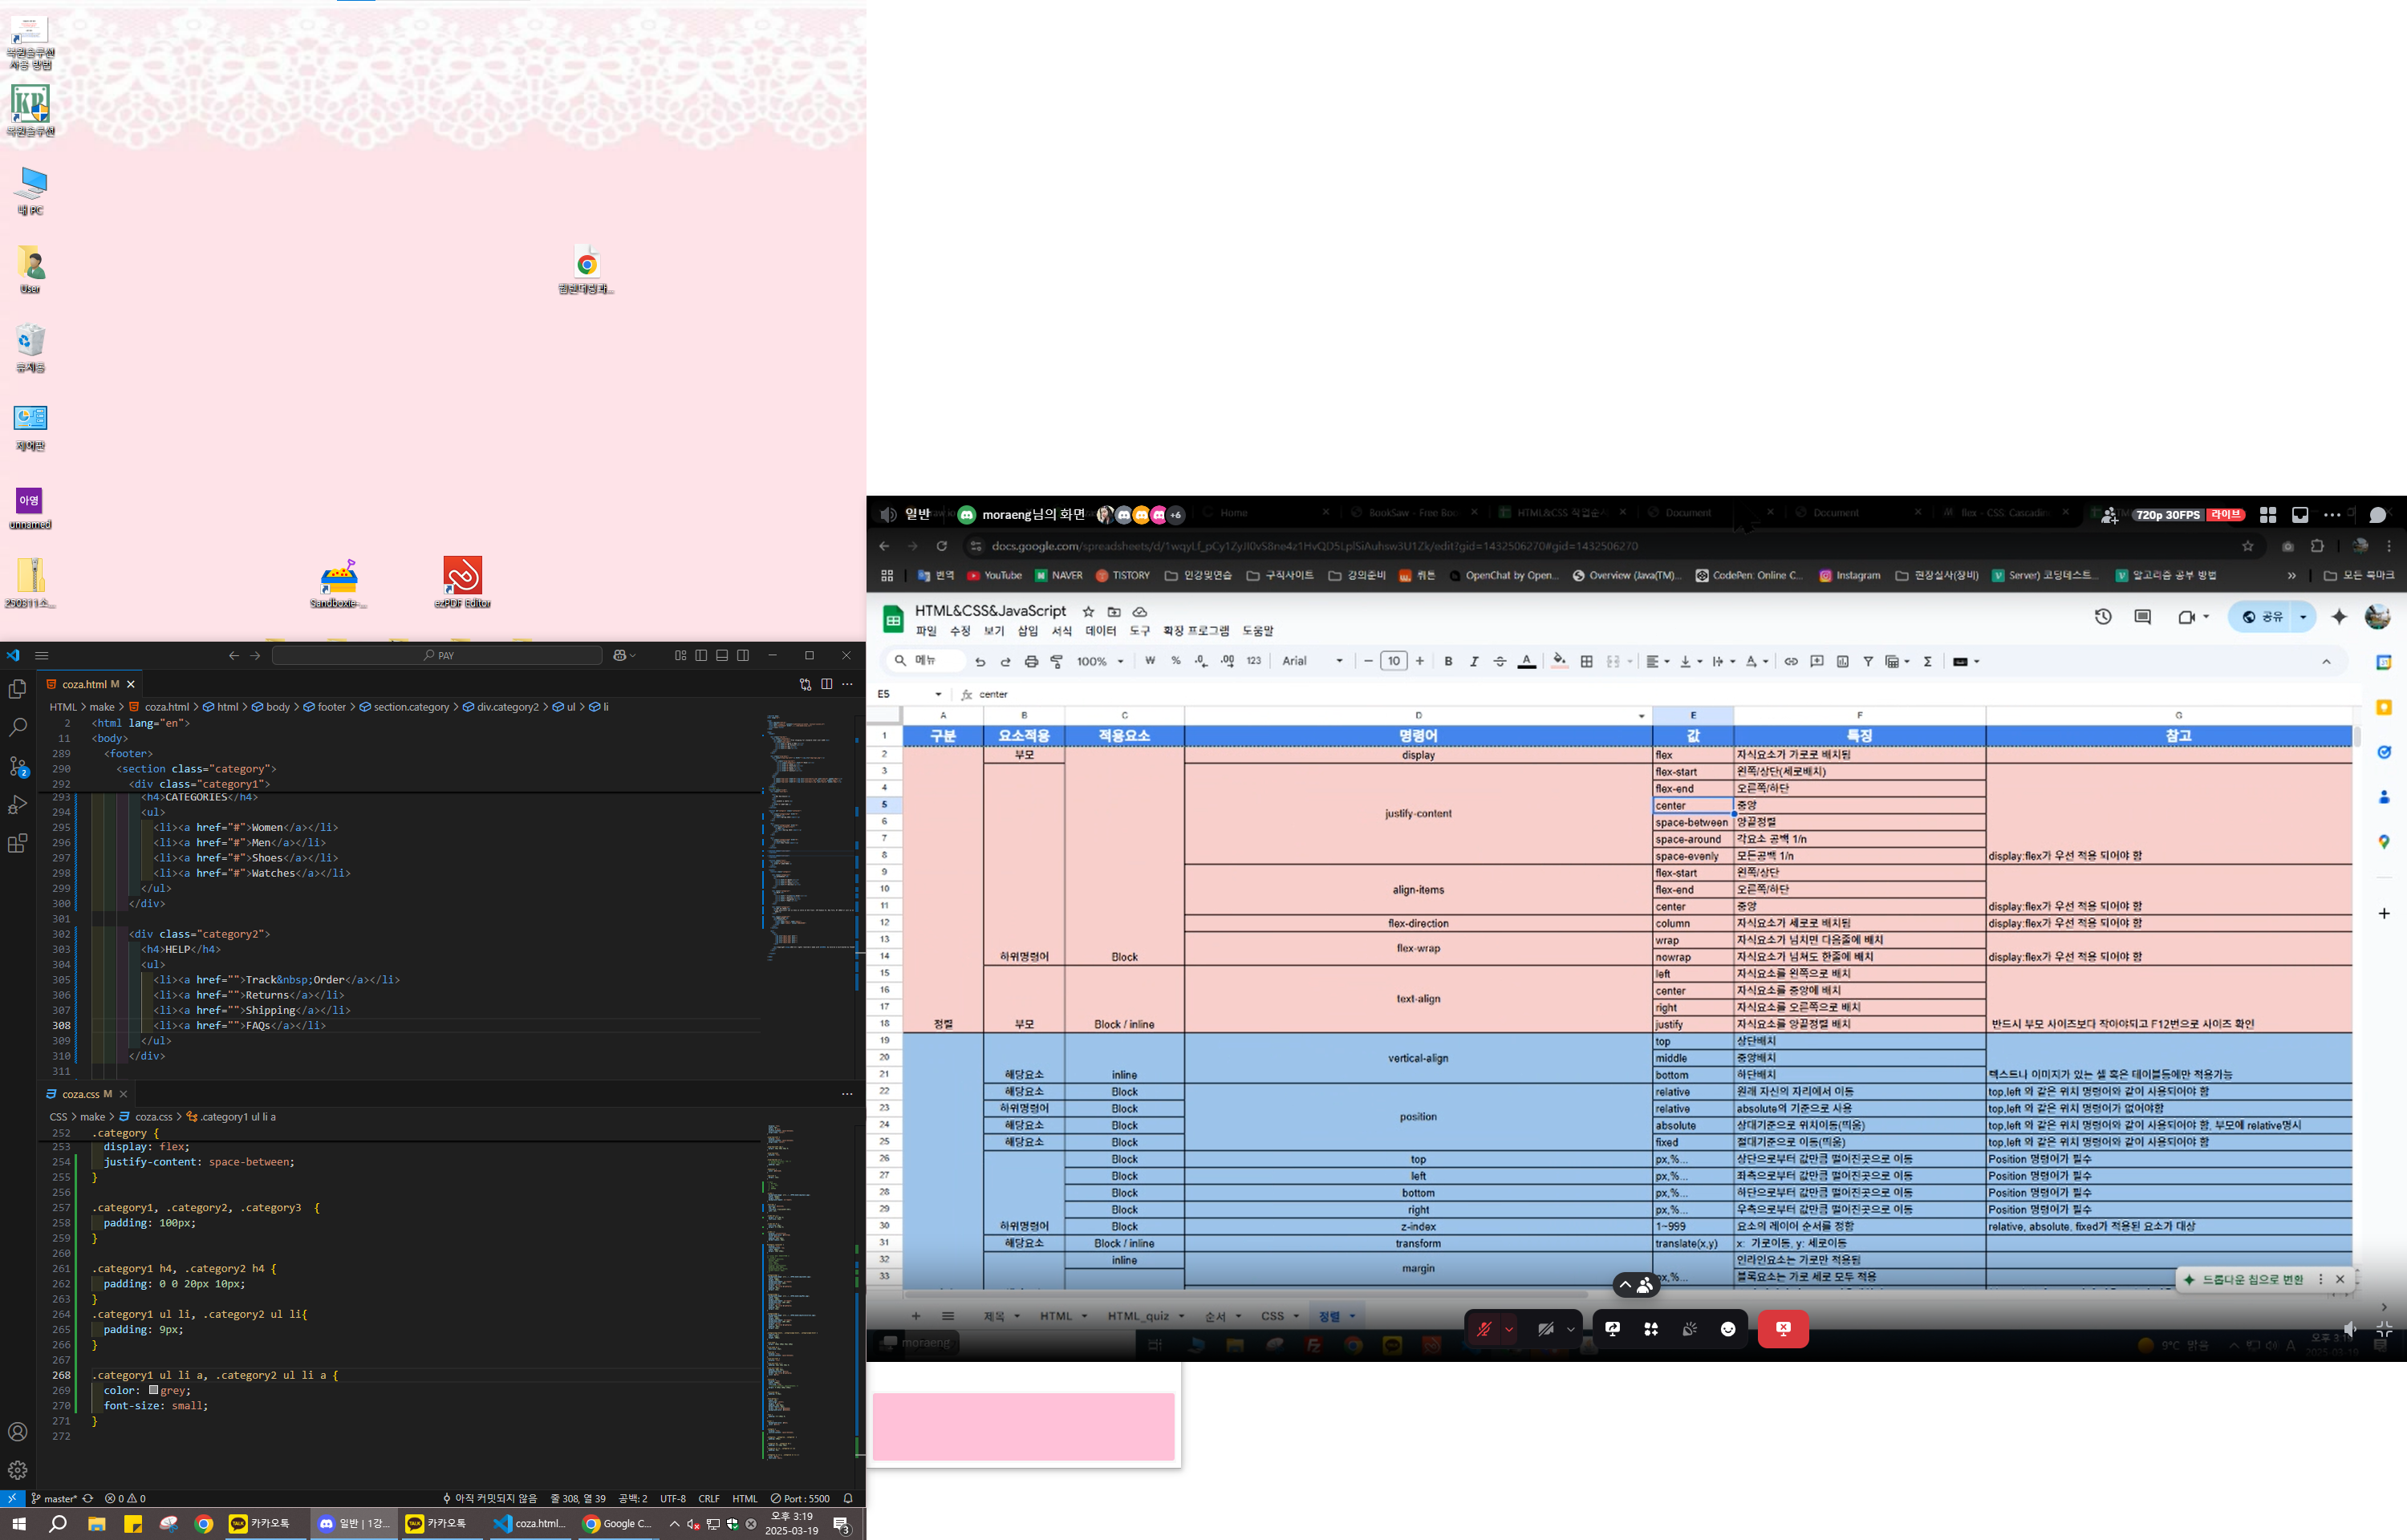 복원솔루션
사용 방법
복원솔루션
내 PC
User
휴지통
제어판
아영
unnamed
Sandboxie-...
ezPDF Editor
PAY
coza.html M
HTML > make > coza.html > html > body > footer > section.category > div.category2 > ul > li
2 <html lang="en">
11 <body>
289 <footer>
290 <section class="category">
292 <div class="category1">
293 <h4>CATEGORIES</h4>
294 <ul>
295 <li><a href="#">Women</a></li>
296 <li><a href="#">Men</a></li>
297 <li><a href="#">Shoes</a></li>
298 <li><a href="#">Watches</a></li>
299 </ul>
300 </div>
301
302 <div class="category2">
303 <h4>HELP</h4>
304 <ul>
305 <li><a href="">Track&nbsp;Order</a></li>
306 <li><a href="">Returns</a></li>
307 <li><a href="">Shipping</a></li>
308 <li><a href="">FAQs</a></li>
309 </ul>
310 </div>
311
coza.css M
CSS > make > coza.css > .category1 ul li a
252 .category {
253 display: flex;
254 justify-content: space-between;
255 }
256
257 .category1, .category2, .category3 {
258 padding: 100px;
259 }
260
261 .category1 h4, .category2 h4 {
262 padding: 0 0 20px 10px;
263 }
264 .category1 ul li, .category2 ul li{
265 padding: 9px;
266 }
267
268 .category1 ul li a, .category2 ul li a {
269 color: grey;
270 font-size: small;
271 }
272
master* 0 0 아직 커밋되지 않음 줄 308, 열 39 공백: 2 UTF-8 CRLF HTML Port : 5500
카카오톡 일반 | 1강... 카카오톡 coza.html... Google C... 오후 3:19
2025-03-19 3
일반 moraeng님의 화면 +6 Home BookSaw - Free Boo HTML&CSS 작업순서 Document Document flex - CSS: Cascadin 720p 30FPS 라이브
docs.google.com/spreadsheets/d/1wqyLf_pCy1ZyJI0vS8ne4z1HvQD5LplSiAuhsw3U1Zk/edit?gid=1432506270#gid=1432506270
번역 YouTube NAVER TISTORY 인강및연습 구직사이트 강의준비 뤼튼 OpenChat by Open... Overview (Java(TM)... CodePen: Online C... Instagram 현장실사(장비) Server) 코딩테스트... 알고리즘 공부 방법 » 모든 북마크
HTML&CSS&JavaScript
파일 수정 보기 삽입 서식 데이터 도구 확장 프로그램 도움말
공유
메뉴 100% ₩ % .0 .00 123 Arial 10 B I A Σ
E5 fx center
A B C D E F G
1 구분 요소적용 적용요소 명령어 값 특징 참고
2 부모 display flex 자식요소가 가로로 배치됨
3 flex-start 왼쪽/상단(세로배치)
4 flex-end 오른쪽/하단
5 justify-content center 중앙
6 space-between 양끝정렬
7 space-around 각요소 공백 1/n
8 space-evenly 모든공백 1/n display:flex가 우선 적용 되어야 함
9 flex-start 왼쪽/상단
10 align-items flex-end 오른쪽/하단
11 center 중앙 display:flex가 우선 적용 되어야 함
12 flex-direction column 자식요소가 세로로 배치됨 display:flex가 우선 적용 되어야 함
13 flex-wrap wrap 자식요소가 넘치면 다음줄에 배치
14 하위명령어 Block nowrap 자식요소가 넘쳐도 한줄에 배치 display:flex가 우선 적용 되어야 함
15 left 자식요소를 왼쪽으로 배치
16 text-align center 자식요소를 중앙에 배치
17 right 자식요소를 오른쪽으로 배치
18 정렬 부모 Block / inline justify 자식요소를 양끝정렬 배치 반드시 부모 사이즈보다 작아야되고 F12번으로 사이즈 확인
19 top 상단배치
20 vertical-align middle 중앙배치
21 해당요소 inline bottom 하단배치 텍스트나 이미지가 있는 셀 혹은 테이블등에만 적용가능
22 해당요소 Block relative 원래 자신의 자리에서 이동 top,left 와 같은 위치 명령어와 같이 사용되어야 함
23 하위명령어 Block position relative absolute의 기준으로 사용 top,left 와 같은 위치 명령어가 없어야함
24 해당요소 Block absolute 상대기준으로 위치이동(띄움) top,left 와 같은 위치 명령어와 같이 사용되어야 함, 부모에 relative명시
25 해당요소 Block fixed 절대기준으로 이동(띄움) top,left 와 같은 위치 명령어와 같이 사용되어야 함
26 Block top px,%... 상단으로부터 값만큼 떨어진곳으로 이동 Position 명령어가 필수
27 Block left px,%... 좌측으로부터 값만큼 떨어진곳으로 이동 Position 명령어가 필수
28 Block bottom px,%... 하단으로부터 값만큼 떨어진곳으로 이동 Position 명령어가 필수
29 Block right px,%... 우측으로부터 값만큼 떨어진곳으로 이동 Position 명령어가 필수
30 하위명령어 Block z-index 1~999 요소의 레이어 순서를 정함 relative, absolute, fixed가 적용된 요소가 대상
31 해당요소 Block / inline transform translate(x,y) x: 가로이동, y: 세로이동
32 inline margin 인라인요소는 가로만 적용됨
33 px,%... 블록요소는 가로 세로 모두 적용
드롭다운 칩으로 변환
제목 HTML HTML_quiz 순서 CSS 정렬
moraeng 9°C 맑음 A 2025-03-19